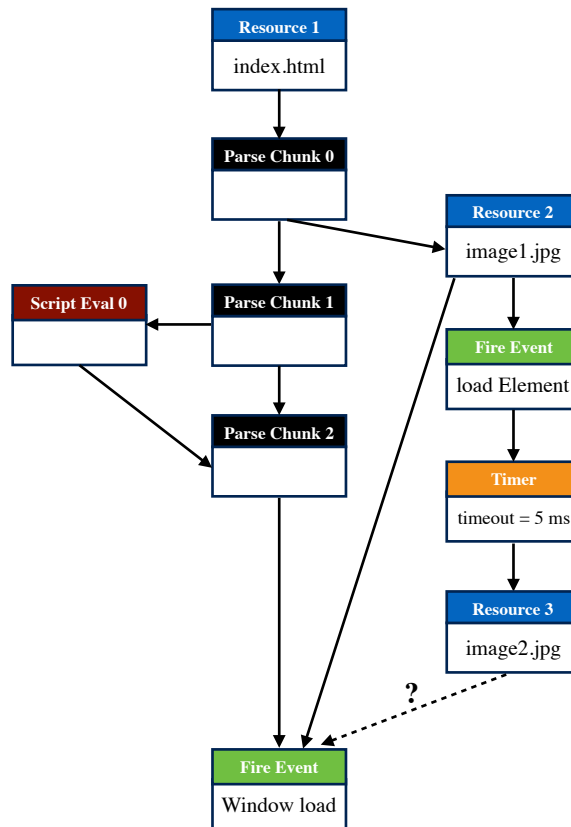 Resource 1
index.html
Parse Chunk 0
Resource 2
image1.jpg
Script Eval 0
Parse Chunk 1
Fire Event
load Element
Parse Chunk 2
Timer
timeout = 5 ms
Resource 3
image2.jpg
?
Fire Event
Window load